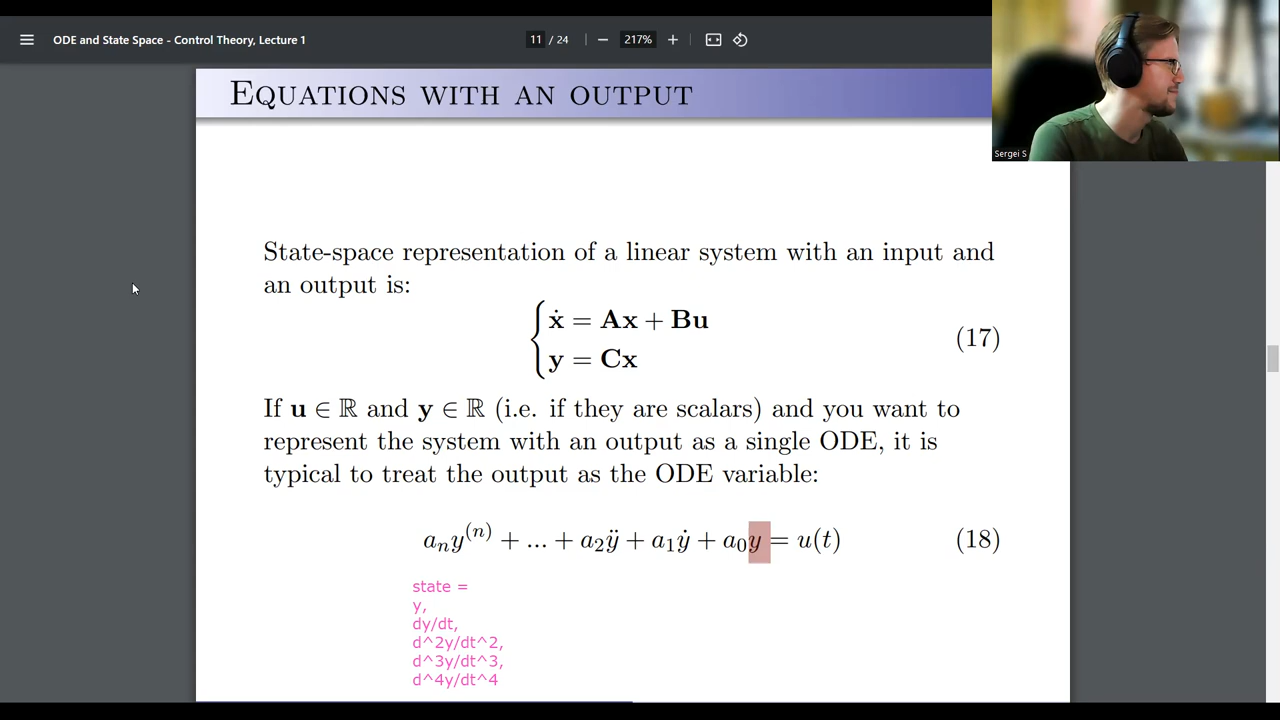 ODE and State Space - Control Theory, Lecture 1
11 / 24
217%
EQUATIONS WITH AN OUTPUT
Sergei S
State-space representation of a linear system with an input and
an output is:
ẋ = Ax + Bu
y = Cx
(17)
If u ∈ ℝ and y ∈ ℝ (i.e. if they are scalars) and you want to
represent the system with an output as a single ODE, it is
typical to treat the output as the ODE variable:
aₙy⁽ⁿ⁾ + ... + a₂ÿ + a₁ẏ + a₀y = u(t) (18)
state =
y,
dy/dt,
d^2y/dt^2,
d^3y/dt^3,
d^4y/dt^4